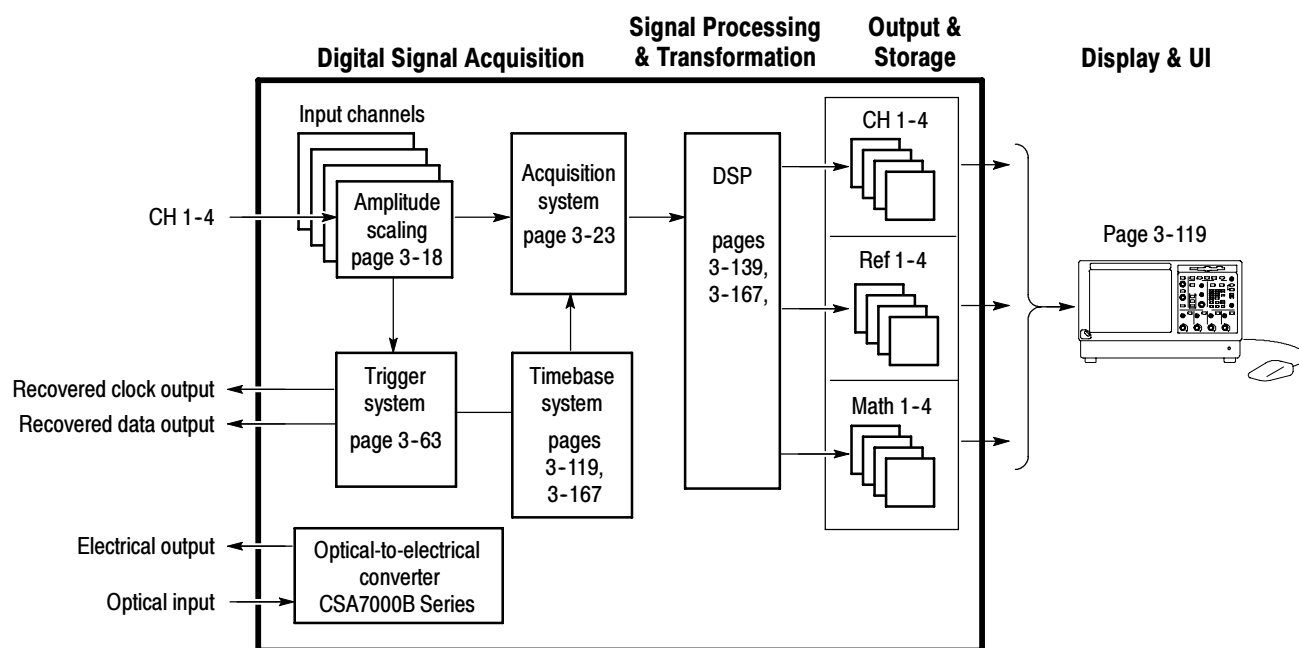 Digital Signal Acquisition
Signal Processing
& Transformation
Output &
Storage
Display & UI
Input channels
CH 1-4
Amplitude
scaling
page 3-18
Acquisition
system
page 3-23
DSP
pages
3-139,
3-167,
CH 1-4
Ref 1-4
Math 1-4
Page 3-119
Recovered clock output
Recovered data output
Trigger
system
page 3-63
Timebase
system
pages
3-119,
3-167
Electrical output
Optical input
Optical-to-electrical
converter
CSA7000B Series